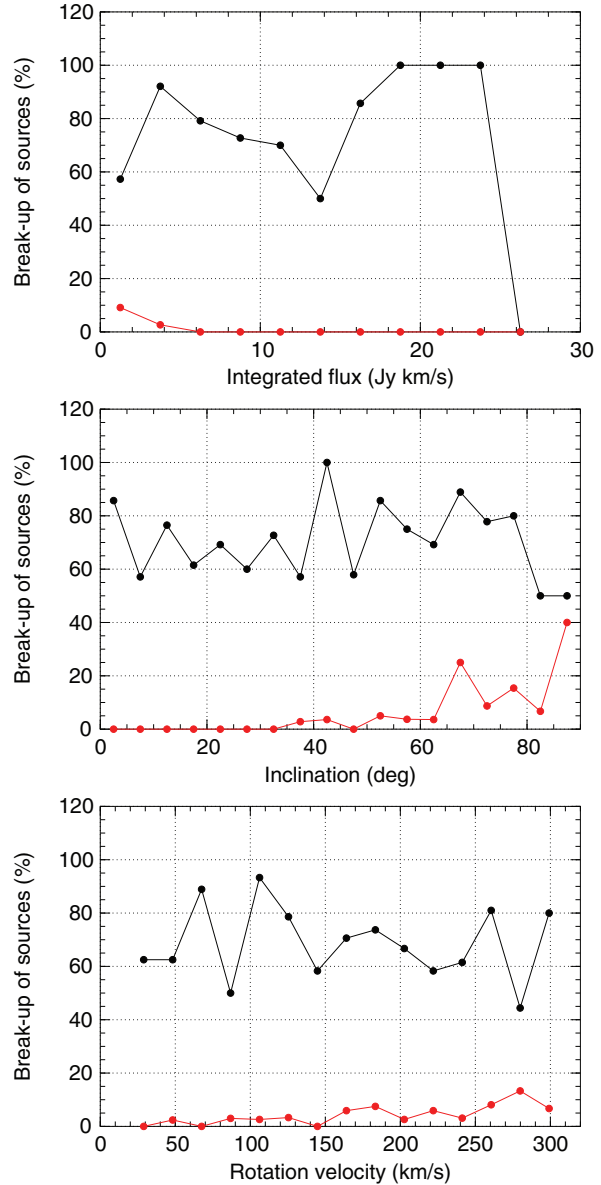 120
100
80
60
40
20
0
Break-up of sources (%)
0 10 20 30
Integrated flux (Jy km/s)
120
100
80
60
40
20
0
Break-up of sources (%)
0 20 40 60 80
Inclination (deg)
120
100
80
60
40
20
0
Break-up of sources (%)
0 50 100 150 200 250 300
Rotation velocity (km/s)